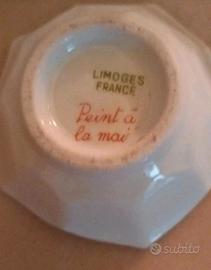 LIMOGES
FRANCE
Peint à
la mai
subito